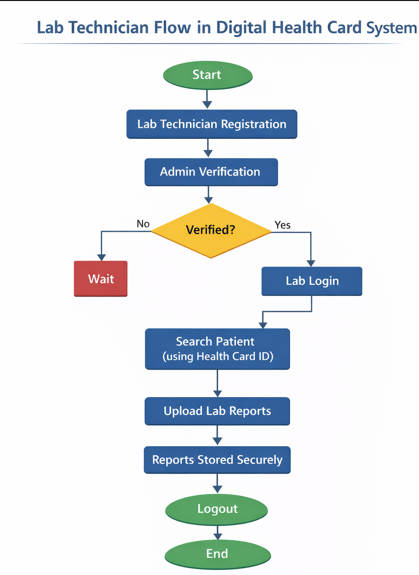 Lab Technician Flow in Digital Health Card System
Start
Lab Technician Registration
Admin Verification
Verified?
No
Yes
Wait
Lab Login
Search Patient
(using Health Card ID)
Upload Lab Reports
Reports Stored Securely
Logout
End